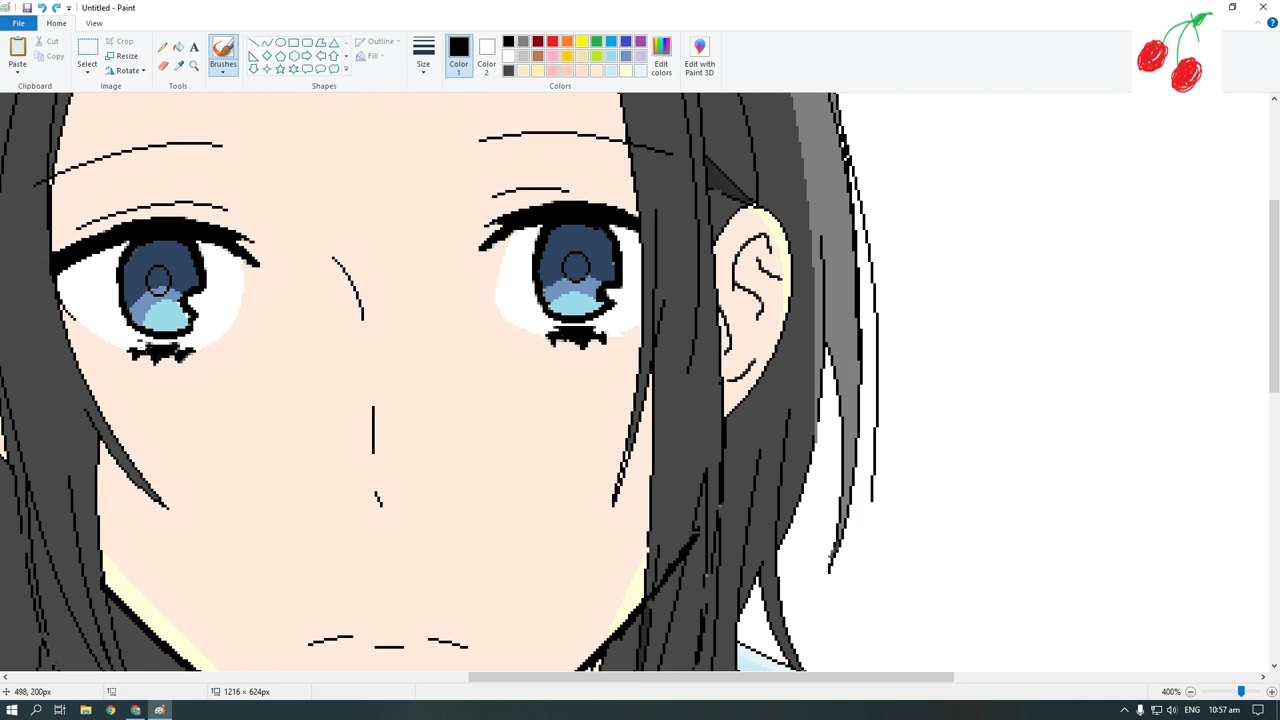 Untitled - Paint
File Home View
Paste
Cut
Copy
Clipboard
Select
Crop
Resize
Rotate
Image
A
Tools
Brushes
Outline
Fill
Shapes
Size
Color
1
Color
2
Edit
colors
Colors
Edit with
Paint 3D
498, 200px
1216 × 624px
400%
ENG
10:57 am